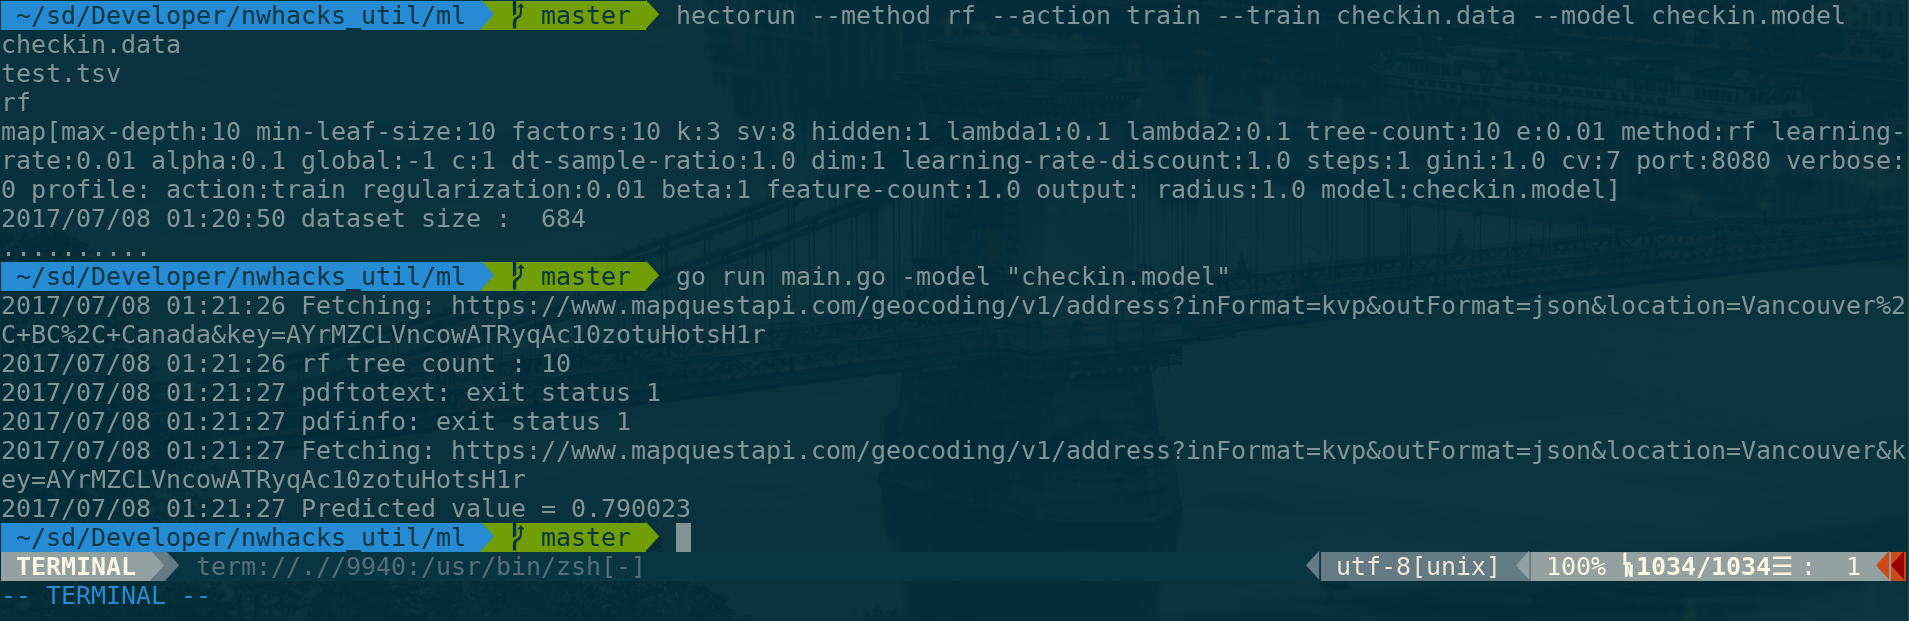 ~/sd/Developer/nwhacks_util/ml master hectorun --method rf --action train --train checkin.data --model checkin.model
checkin.data
test.tsv
rf
map[max-depth:10 min-leaf-size:10 factors:10 k:3 sv:8 hidden:1 lambda1:0.1 lambda2:0.1 tree-count:10 e:0.01 method:rf learning-
rate:0.01 alpha:0.1 global:-1 c:1 dt-sample-ratio:1.0 dim:1 learning-rate-discount:1.0 steps:1 gini:1.0 cv:7 port:8080 verbose:
0 profile: action:train regularization:0.01 beta:1 feature-count:1.0 output: radius:1.0 model:checkin.model]
2017/07/08 01:20:50 dataset size :  684
..........
~/sd/Developer/nwhacks_util/ml master go run main.go -model "checkin.model"
2017/07/08 01:21:26 Fetching: https://www.mapquestapi.com/geocoding/v1/address?inFormat=kvp&outFormat=json&location=Vancouver%2
C+BC%2C+Canada&key=AYrMZCLVncowATRyqAc10zotuHotsH1r
2017/07/08 01:21:26 rf tree count : 10
2017/07/08 01:21:27 pdftotext: exit status 1
2017/07/08 01:21:27 pdfinfo: exit status 1
2017/07/08 01:21:27 Fetching: https://www.mapquestapi.com/geocoding/v1/address?inFormat=kvp&outFormat=json&location=Vancouver&k
ey=AYrMZCLVncowATRyqAc10zotuHotsH1r
2017/07/08 01:21:27 Predicted value = 0.790023
~/sd/Developer/nwhacks_util/ml master
TERMINAL term://.//9940:/usr/bin/zsh[-] utf-8[unix] 100% 1034/1034☰ : 1
-- TERMINAL --